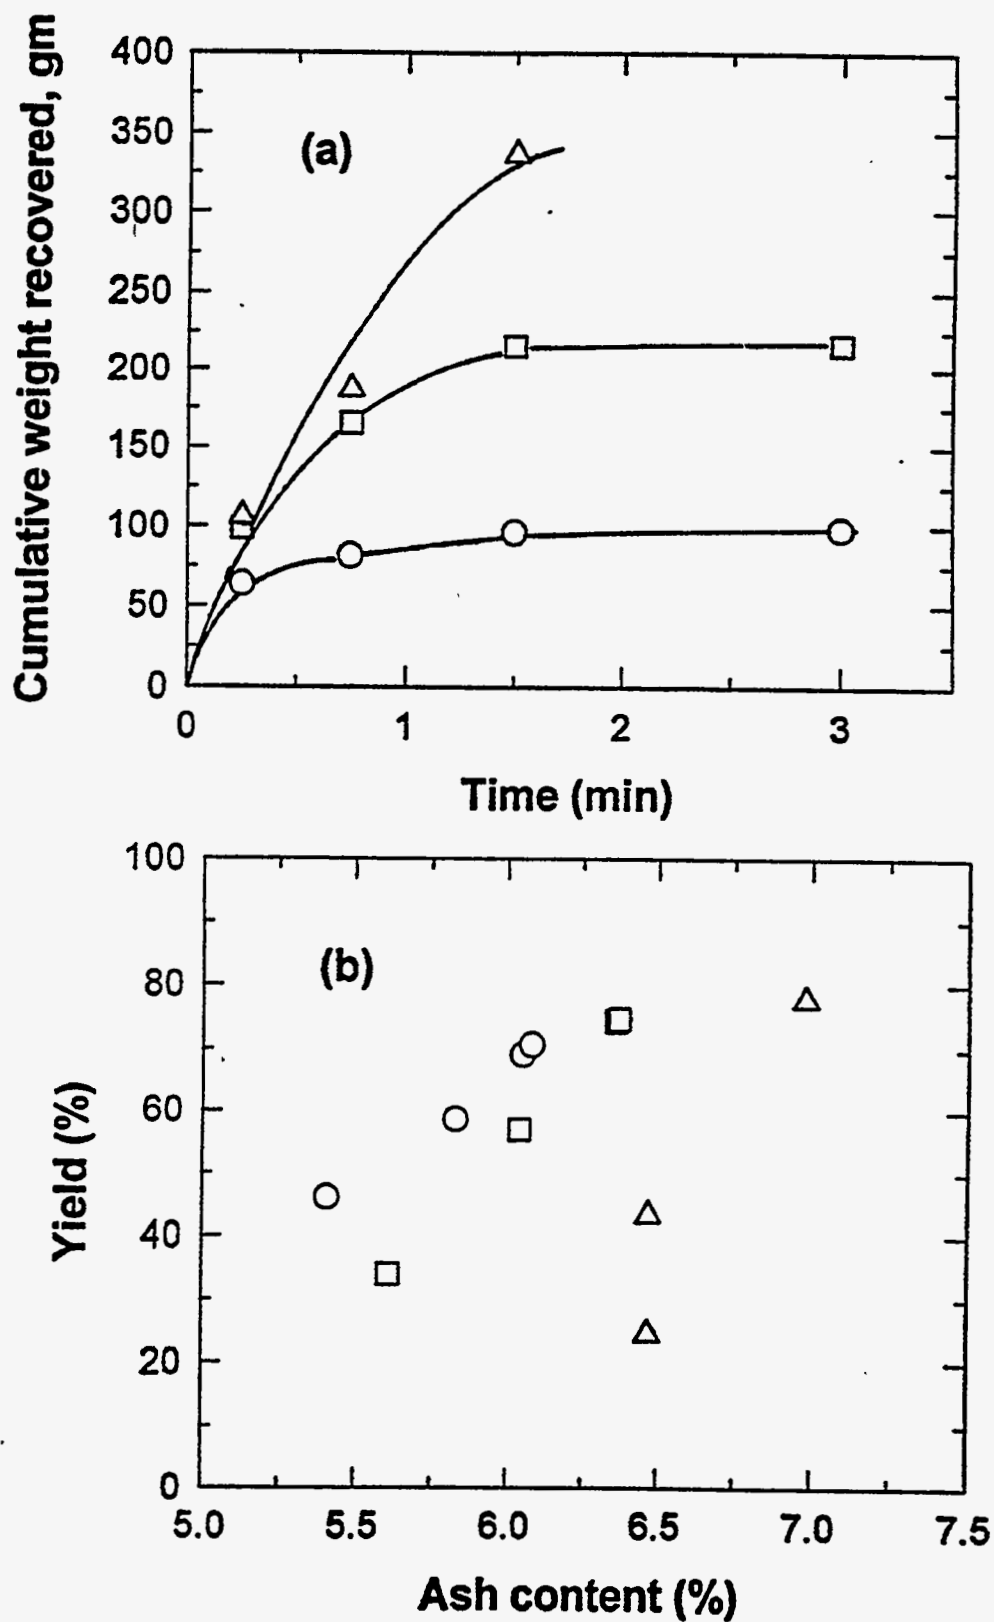 Cumulative weight recovered, gm
400
350
300
250
200
150
100
50
0
(a)
0 1 2 3
Time (min)
Yield (%)
100
80
60
40
20
0
(b)
5.0 5.5 6.0 6.5 7.0 7.5
Ash content (%)